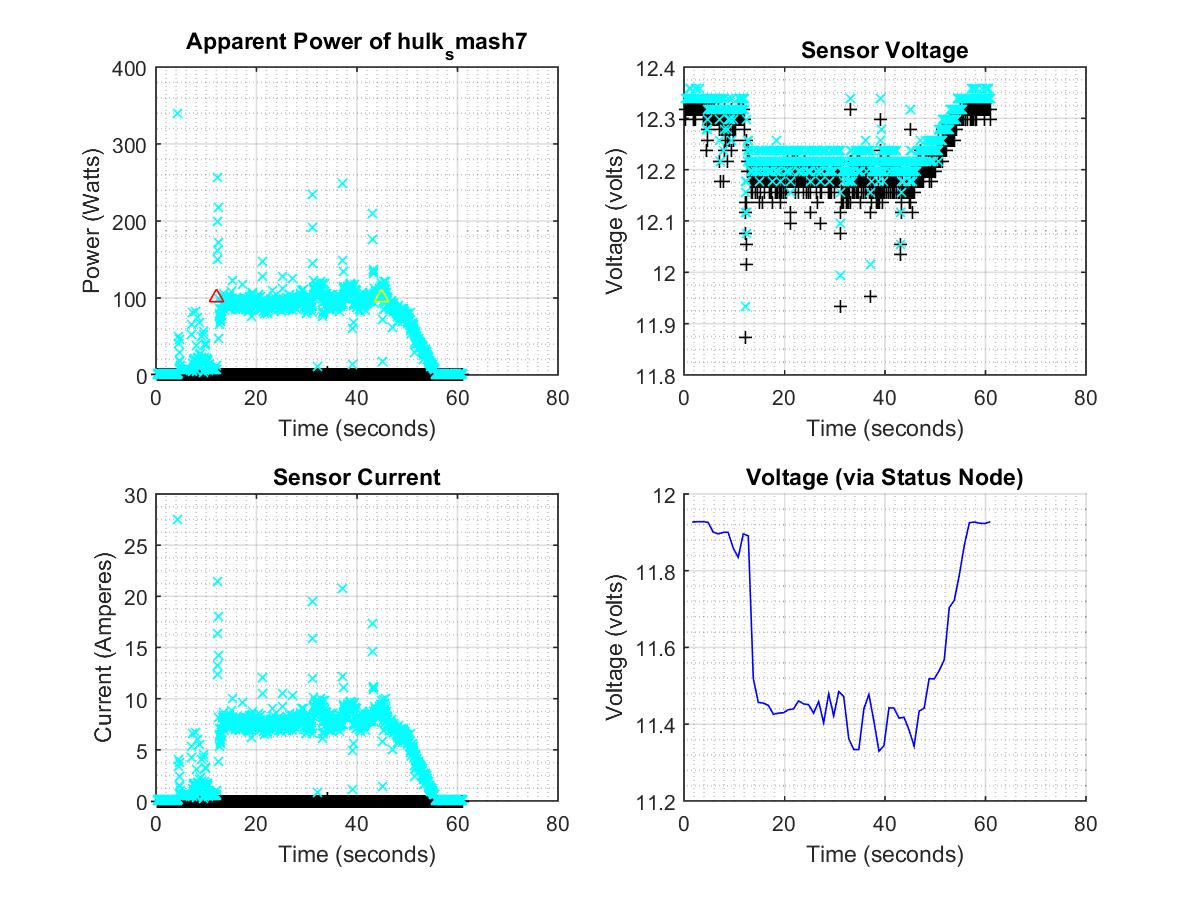 Apparent Power of hulk_smash7
400
300
200
100
0
Power (Watts)
0 20 40 60 80
Time (seconds)
Sensor Voltage
12.4
12.3
12.2
12.1
12
11.9
11.8
Voltage (volts)
0 20 40 60 80
Time (seconds)
Sensor Current
30
25
20
15
10
5
0
Current (Amperes)
0 20 40 60 80
Time (seconds)
Voltage (via Status Node)
12
11.8
11.6
11.4
11.2
Voltage (volts)
0 20 40 60 80
Time (seconds)